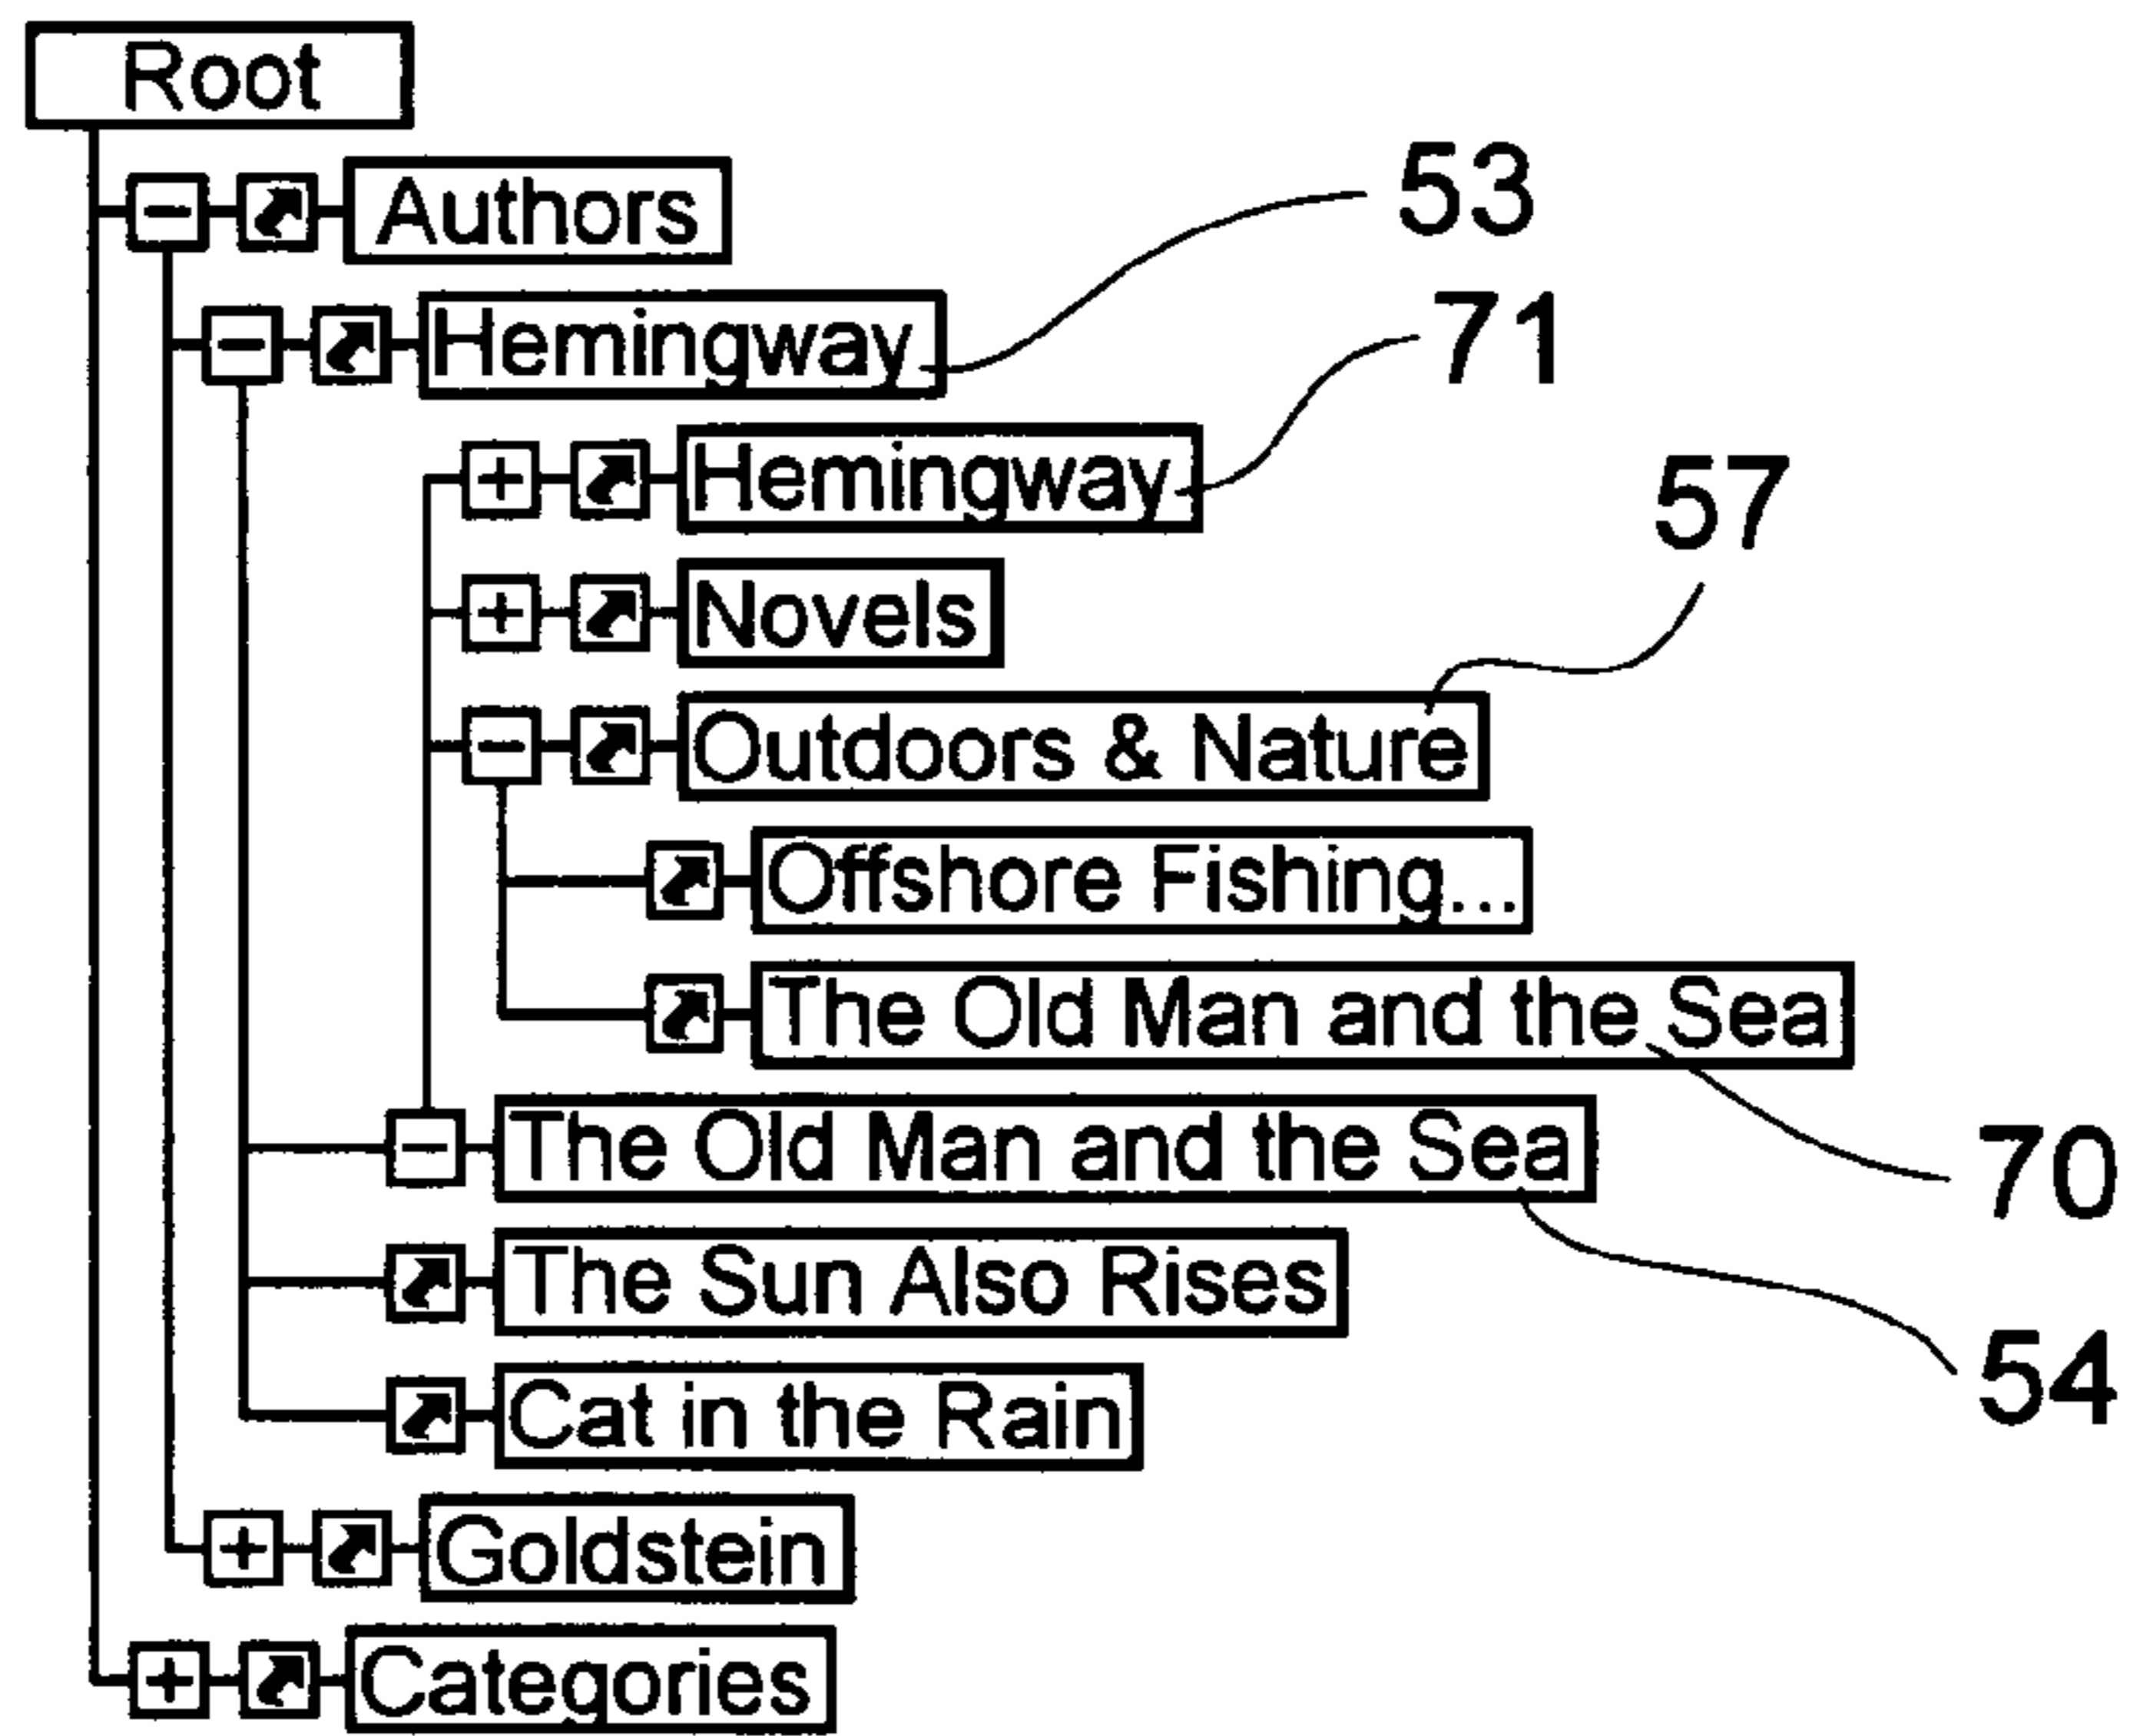 Root
Authors
53
Hemingway
71
Hemingway
57
Novels
Outdoors & Nature
Offshore Fishing...
The Old Man and the Sea
70
The Old Man and the Sea
54
The Sun Also Rises
Cat in the Rain
Goldstein
Categories